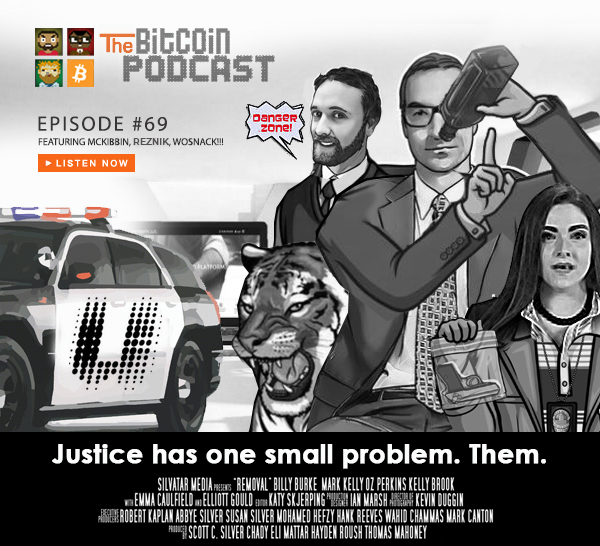 The BitCoin
PODCAST
EPISODE #69
FEATURING MCKIBBIN, REZNIK, WOSNACK!!!
LISTEN NOW
DANGER
ZONE!
PLATFORM.
U
Justice has one small problem. Them.
SILVATAR MEDIA PRESENTS "REMOVAL" BILLY BURKE MARK KELLY OZ PERKINS KELLY BROOK
WITH EMMA CAULFIELD AND ELLIOTT GOULD EDITOR KATY SKJERPING PRODUCTION DESIGNER IAN MARSH DIRECTOR OF PHOTOGRAPHY KEVIN DUGGIN
EXECUTIVE PRODUCERS ROBERT KAPLAN ABBYE SILVER SUSAN SILVER MOHAMED HEFZY HANK REEVES WAHID CHAMMAS MARK CANTON
PRODUCED BY SCOTT C. SILVER CHADY ELI MATTAR HAYDEN ROUSH THOMAS MAHONEY